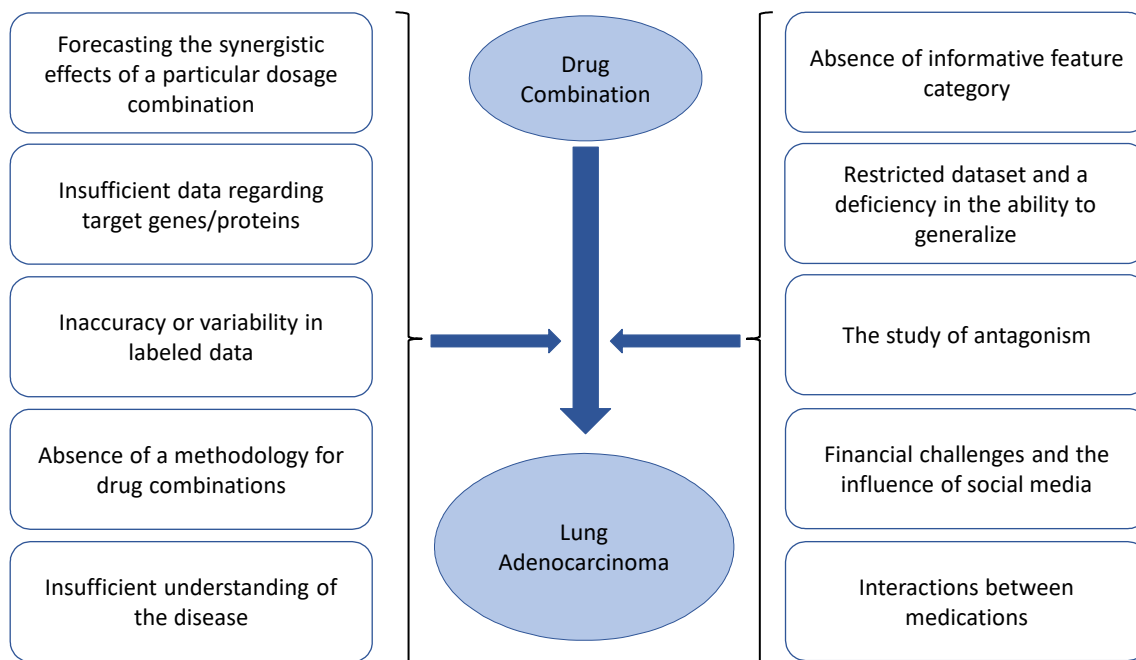 Forecasting the synergistic
effects of a particular dosage
combination
Insufficient data regarding
target genes/proteins
Inaccuracy or variability in
labeled data
Absence of a methodology for
drug combinations
Insufficient understanding of
the disease
Drug
Combination
Lung
Adenocarcinoma
Absence of informative feature
category
Restricted dataset and a
deficiency in the ability to
generalize
The study of antagonism
Financial challenges and the
influence of social media
Interactions between
medications